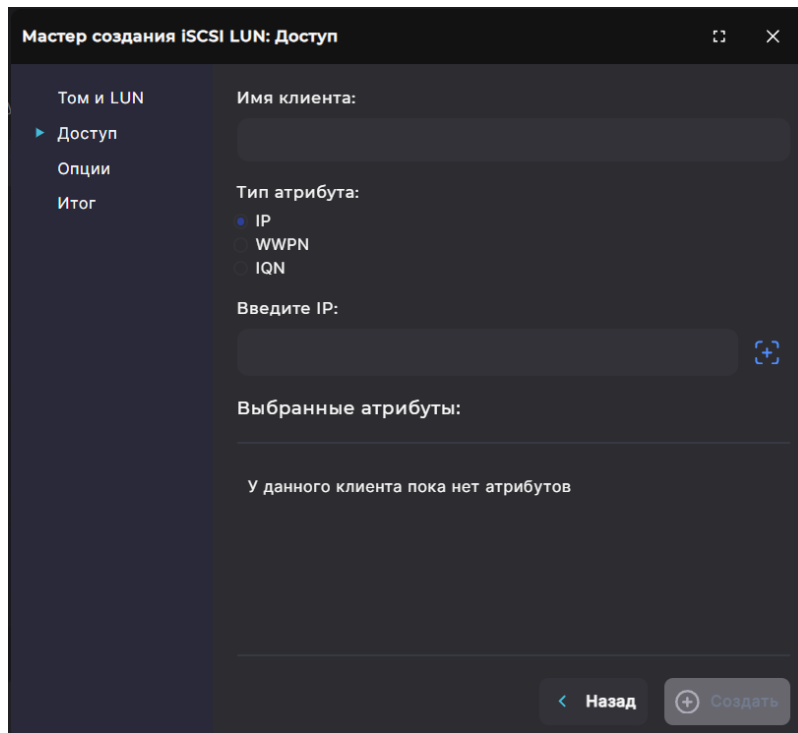 Мастер создания iSCSI LUN: Доступ
Том и LUN
Доступ
Опции
Итог
Имя клиента:
Тип атрибута:
IP
WWPN
IQN
Введите IP:
Выбранные атрибуты:
У данного клиента пока нет атрибутов
Назад
Создать